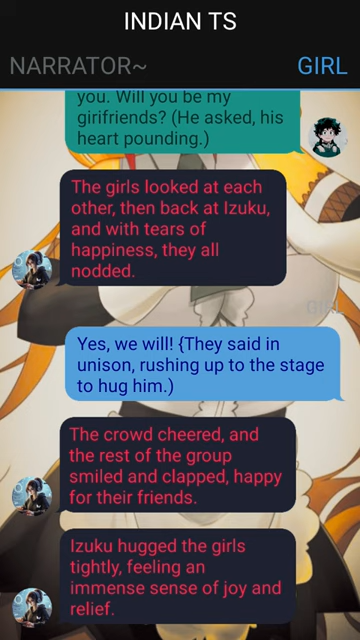 INDIAN TS
NARRATOR~ GIRL
you. Will you be my
girlfriends? (He asked, his
heart pounding.)
The girls looked at each
other, then back at Izuku,
and with tears of
happiness, they all
nodded.
GIRL
Yes, we will! {They said in
unison, rushing up to the stage
to hug him.)
The crowd cheered, and
the rest of the group
smiled and clapped, happy
for their friends.
Izuku hugged the girls
tightly, feeling an
immense sense of joy and
relief.